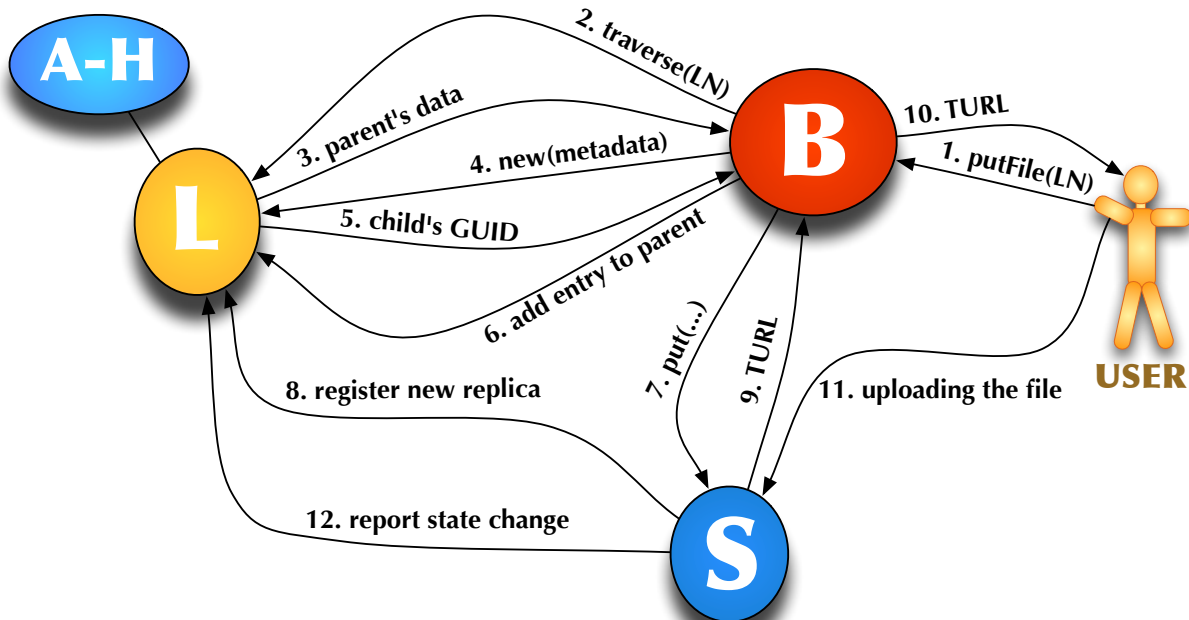 A-H
2. traverse(LN)
B
10. TURL
3. parent's data
4. new(metadata)
1. putFile(LN)
L
5. child's GUID
6. add entry to parent
7. put(...)
9. TURL
USER
8. register new replica
11. uploading the file
12. report state change
S